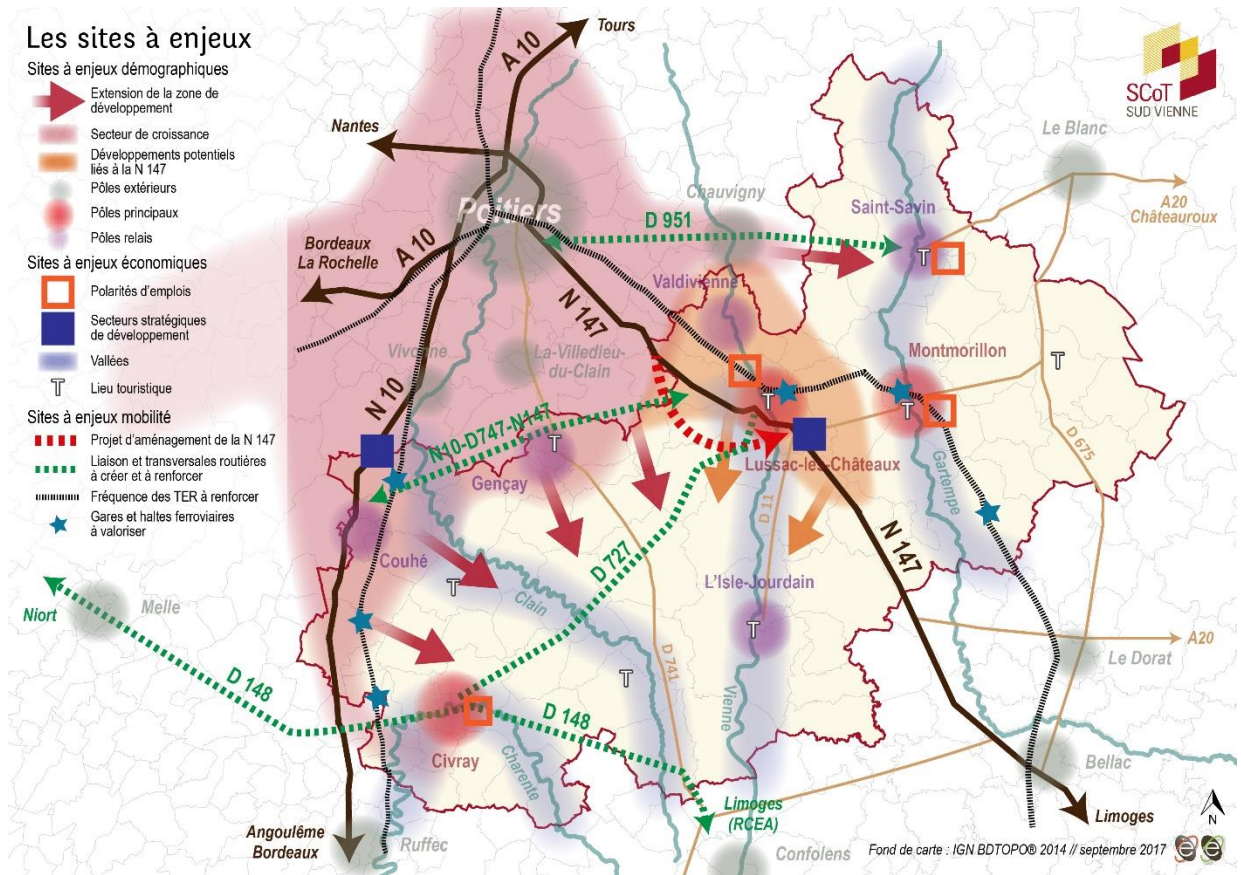 Les sites à enjeux
Sites à enjeux démographiques
Extension de la zone de
développement
Secteur de croissance
Développements potentiels
liés à la N 147
Pôles extérieurs
Pôles principaux
Pôles relais
Sites à enjeux économiques
Polarités d'emplois
Secteurs stratégiques
de développement
Vallées
T
Lieu touristique
Sites à enjeux mobilité
Projet d'aménagement de la N 147
Liaison et transversales routières
à créer et à renforcer
Fréquence des TER à renforcer
Gares et haltes ferroviaires
à valoriser
Tours
A 10
Nantes
Poitiers
Bordeaux
La Rochelle
A 10
SCoT
SUD VIENNE
Le Blanc
Chauvigny
Saint-Savin
A20
Châteauroux
D 951
T
Valdivienne
N 147
Vivonne
La-Villedieu-
du-Clain
Montmorillon
T
N 10
N10-D747-N147
T
T
T
D 675
Lussac-les-Châteaux
Gençay
Gartempe
D 11
Couhé
D 727
N 147
T
Clain
L'Isle-Jourdain
Melle
Niort
T
A20
Le Dorat
D 741
T
Vienne
D 148
D 148
Civray
Charente
Bellac
Limoges
(RCEA)
Limoges
N
Angoulême
Bordeaux
Ruffec
Confolens
Fond de carte : IGN BDTOPO® 2014 // septembre 2017
e e